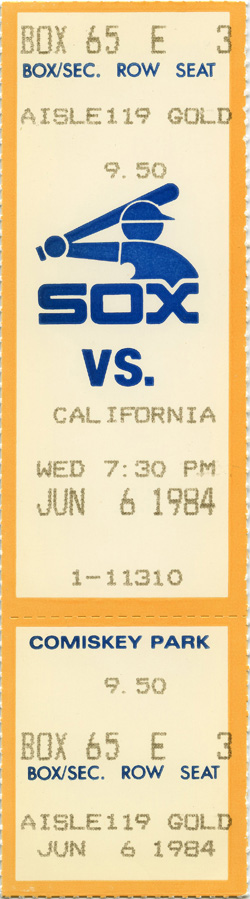 BOX 65 E 3
BOX/SEC. ROW SEAT
AISLE119 GOLD
9.50
SOX
VS.
CALIFORNIA
WED 7:30 PM
JUN 6 1984
1-11310
COMISKEY PARK
9.50
BOX 65 E 3
BOX/SEC. ROW SEAT
AISLE119 GOLD
JUN 6 1984